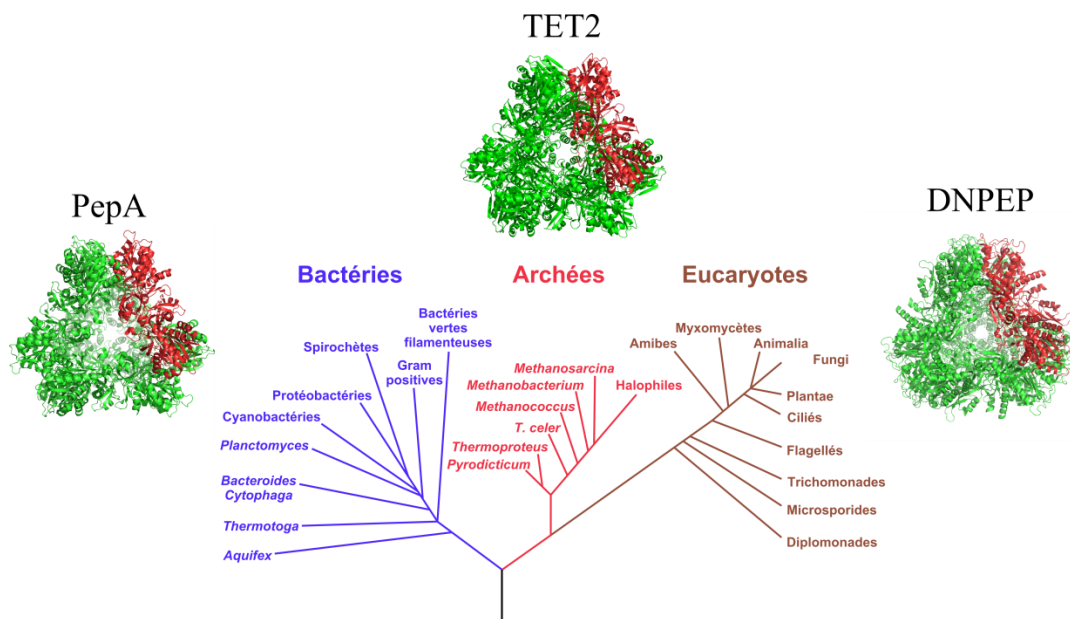 TET2
PepA
DNPEP
Bactéries
Archées
Eucaryotes
Bactéries
vertes
filamenteuses
Spirochètes
Gram
positives
Protéobactéries
Cyanobactéries
Planctomyces
Bacteroides
Cytophaga
Thermotoga
Aquifex
Methanosarcina
Methanobacterium
Halophiles
Methanococcus
T. celer
Thermoproteus
Pyrodicticum
Myxomycètes
Amibes
Animalia
Fungi
Plantae
Ciliés
Flagellés
Trichomonades
Microsporides
Diplomonades